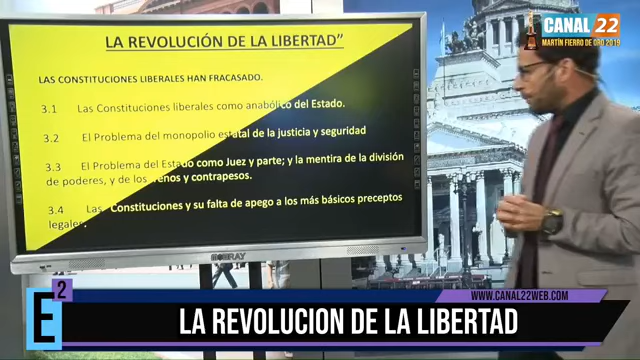 CANAL 22
MARTÍN FIERRO DE ORO 2019
LA REVOLUCIÓN DE LA LIBERTAD”
LAS CONSTITUCIONES LIBERALES HAN FRACASADO.
3.1 Las Constituciones liberales como anabólico del Estado.
3.2 El Problema del monopolio estatal de la justicia y seguridad
3.3 El Problema del Estado como Juez y parte; y la mentira de la división
de poderes, y de los contrapesos.
3.4 Las Constituciones y su falta de apego a los más básicos preceptos
legales.
E2
WWW.CANAL22WEB.COM
LA REVOLUCION DE LA LIBERTAD